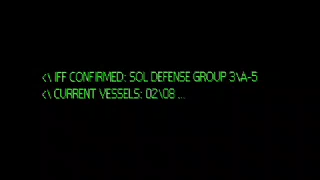 <\ IFF CONFIRMED: SOL DEFENSE GROUP 3\A-5
<\ CURRENT VESSELS: 02\08 ...